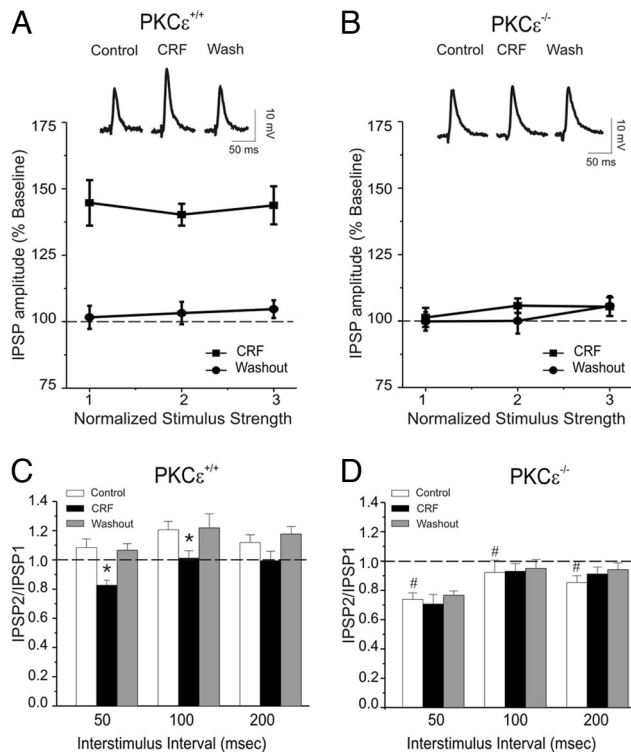 A
PKCε+/+
Control CRF Wash
10 mV
50 ms
IPSP amplitude (% Baseline)
175
150
125
100
75
CRF
Washout
1 2 3
Normalized Stimulus Strength
B
PKCε-/-
Control CRF Wash
10 mV
50 ms
IPSP amplitude (% Baseline)
175
150
125
100
75
CRF
Washout
1 2 3
Normalized Stimulus Strength
C
PKCε+/+
Control
CRF
Washout
IPSP2/IPSP1
1.4
1.2
1.0
0.8
0.6
0.4
0.2
0.0
* *
50 100 200
Interstimulus Interval (msec)
D
PKCε-/-
Control
CRF
Washout
IPSP2/IPSP1
1.4
1.2
1.0
0.8
0.6
0.4
0.2
0.0
# # #
50 100 200
Interstimulus Interval (msec)